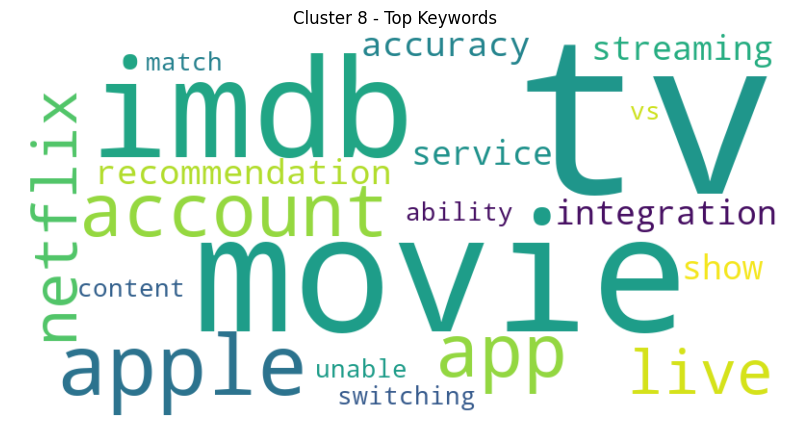 Cluster 8 - Top Keywords
match
accuracy
streaming
imdb
tv
vs
netflix
service
recommendation
account
ability
integration
movie
show
content
apple
app
live
unable
switching